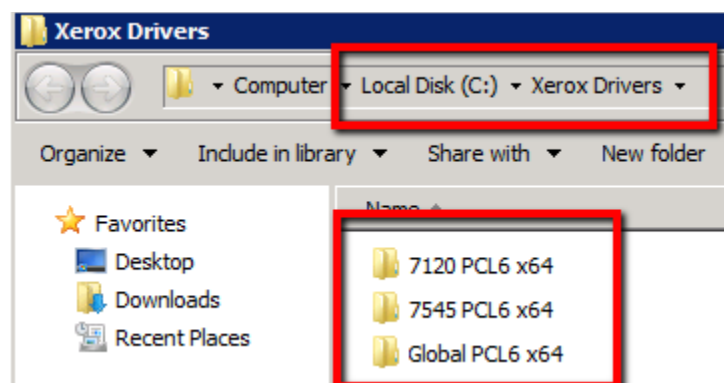 Xerox Drivers
Computer Local Disk (C:) Xerox Drivers
Organize Include in library Share with New folder
Name
Favorites
Desktop
Downloads
Recent Places
7120 PCL6 x64
7545 PCL6 x64
Global PCL6 x64